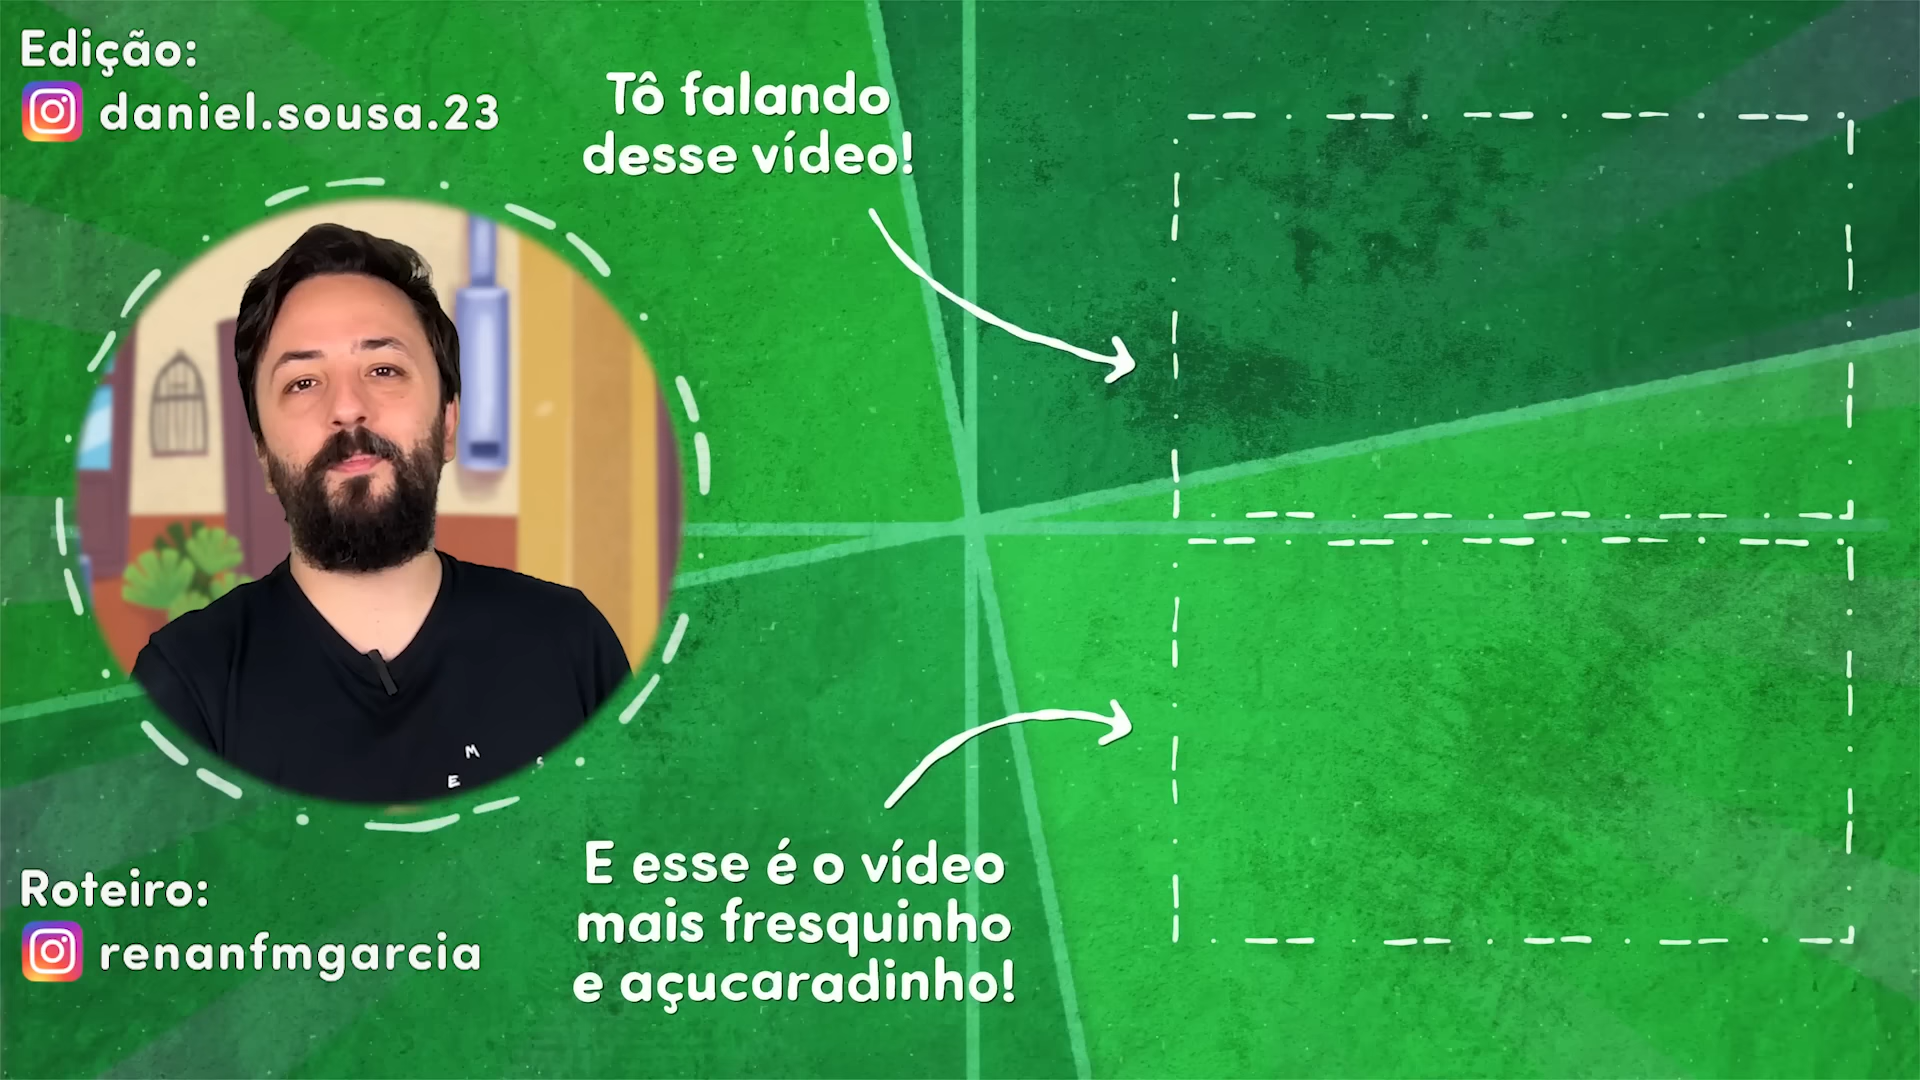 Edição:
daniel.sousa.23
Tô falando
desse vídeo!
M
E S
Roteiro:
renanfmgarcia
E esse é o vídeo
mais fresquinho
e açucaradinho!